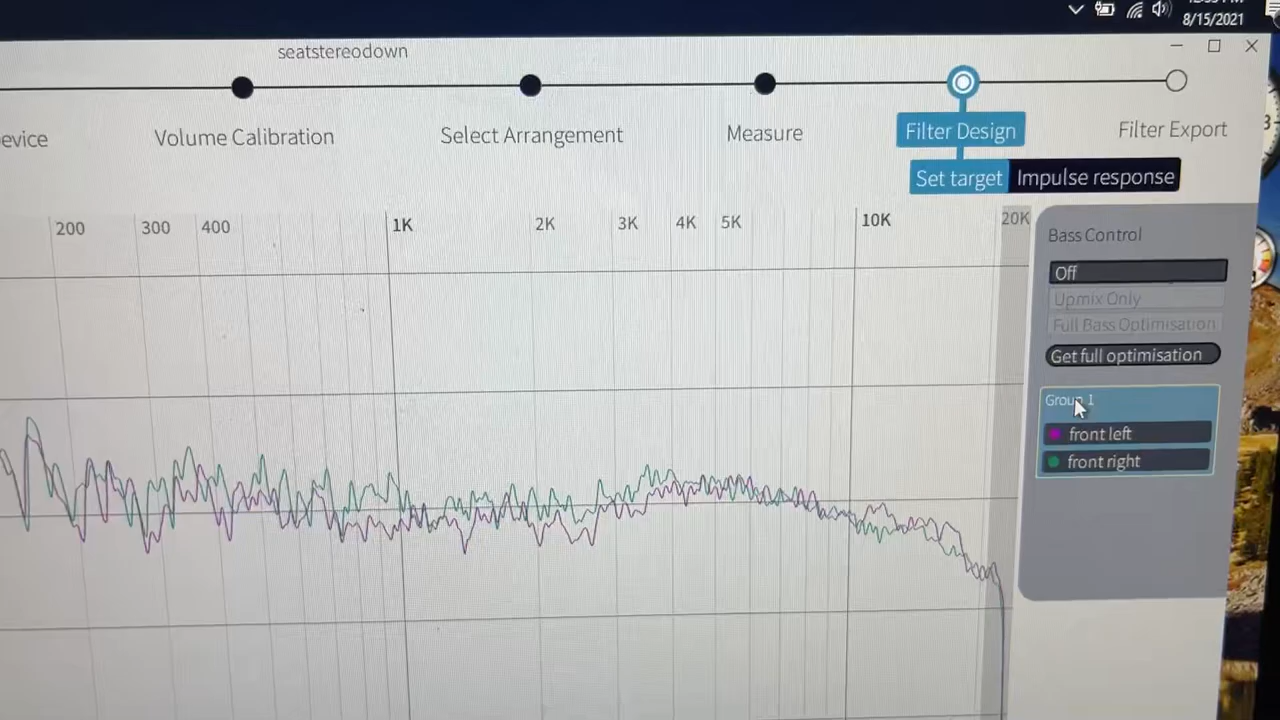 8/15/2021
seatstereodown
evice
Volume Calibration
Select Arrangement
Measure
Filter Design
Filter Export
Set target
Impulse response
200
300
400
1K
2K
3K
4K
5K
10K
20K
Bass Control
Off
Upmix Only
Full Bass Optimisation
Get full optimisation
Group 1
front left
front right
3